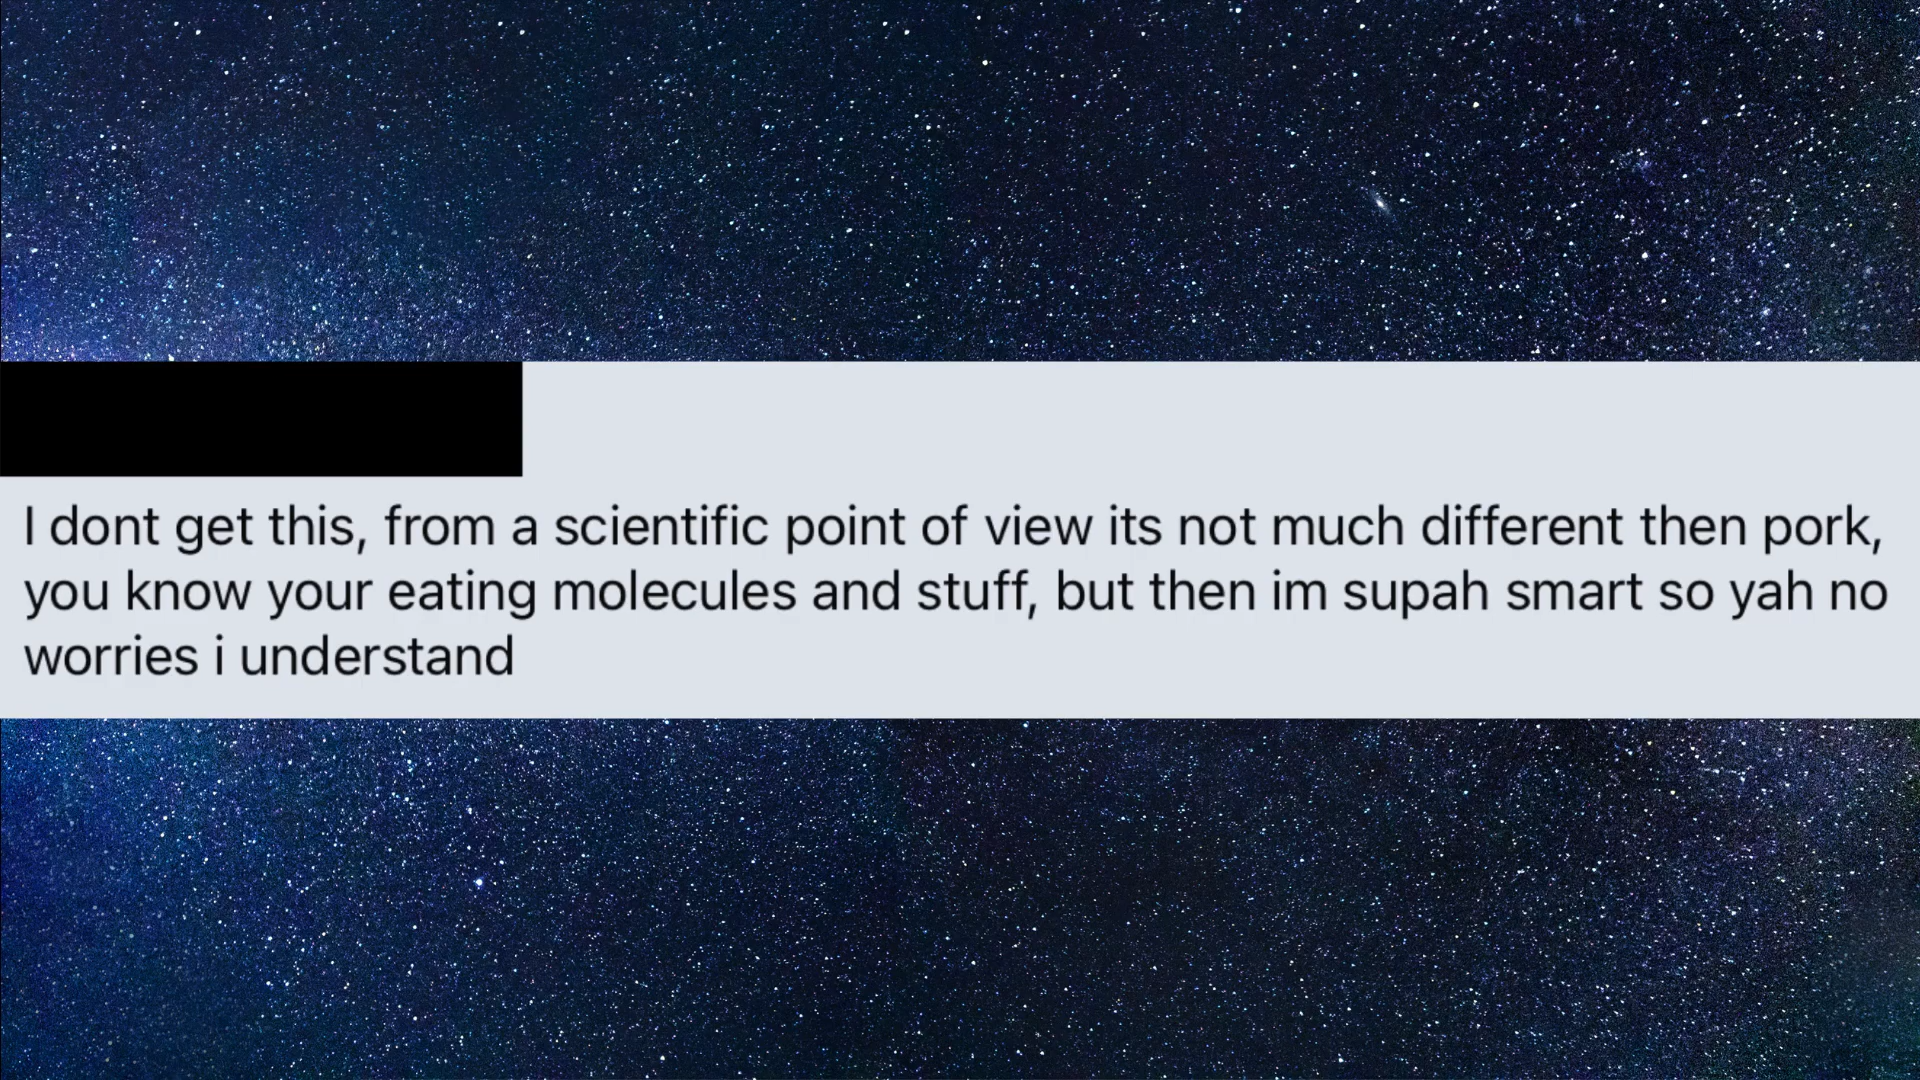 I dont get this, from a scientific point of view its not much different then pork,
you know your eating molecules and stuff, but then im supah smart so yah no
worries i understand